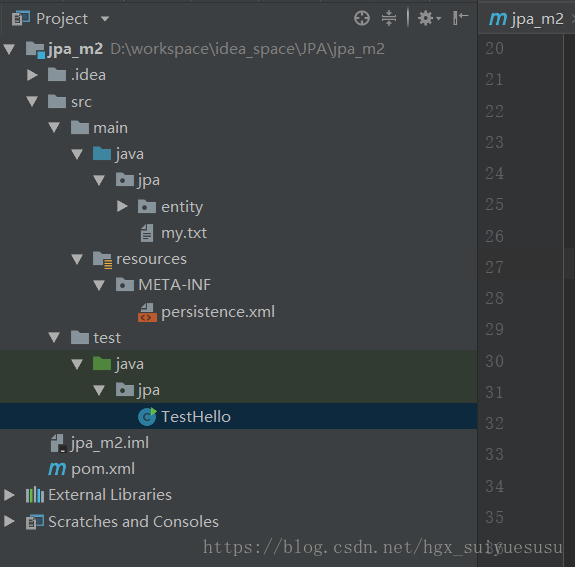 Project
jpa_m2 D:\workspace\idea_space\JPA\jpa_m2
.idea
src
main
java
jpa
entity
my.txt
resources
META-INF
persistence.xml
test
java
jpa
TestHello
jpa_m2.iml
pom.xml
External Libraries
Scratches and Consoles
jpa_m2
20
21
22
23
24
25
26
27
28
29
30
31
32
33
34
35
36
https://blog.csdn.net/hgx_suiyuesusu